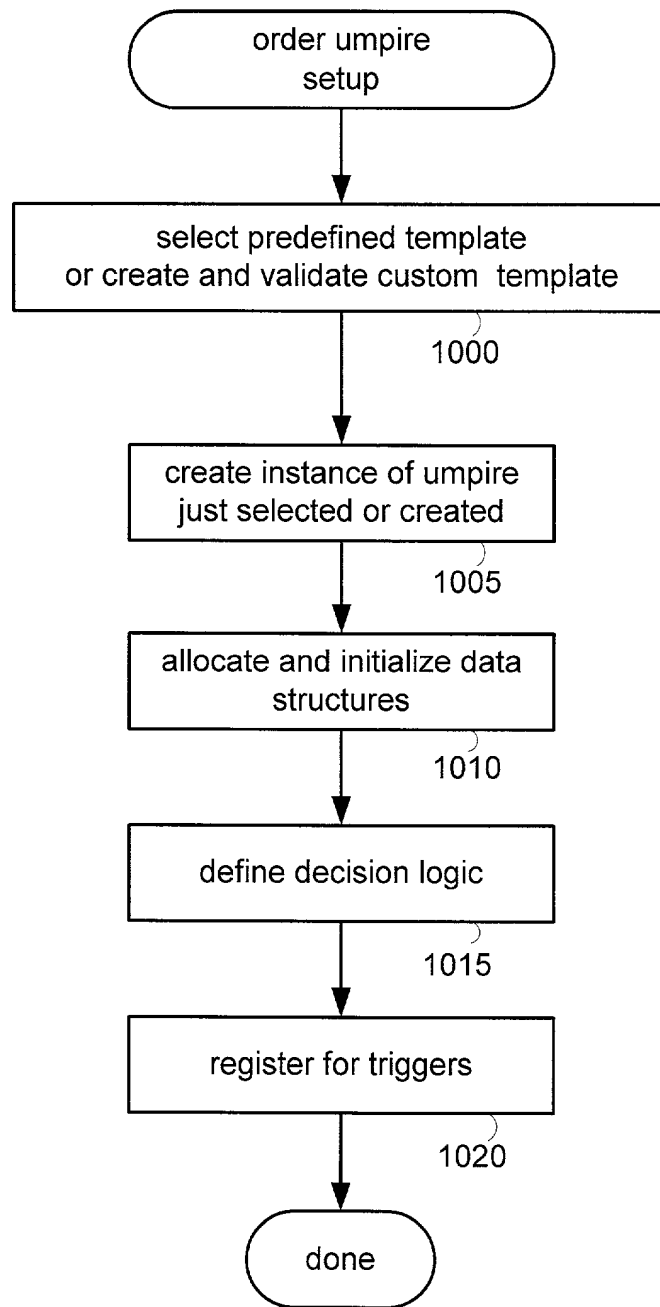 order umpire
setup
select predefined template
or create and validate custom template
1000
create instance of umpire
just selected or created
1005
allocate and initialize data
structures
1010
define decision logic
1015
register for triggers
1020
done